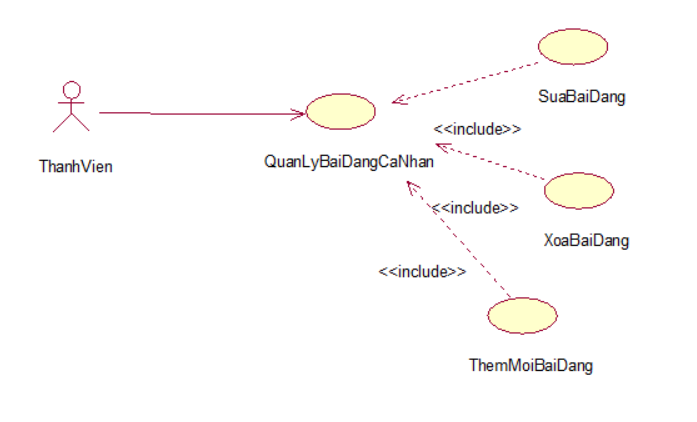 SuaBaiDang
<<include>>
ThanhVien
QuanLyBaiDangCaNhan
<<include>>
XoaBaiDang
<<include>>
ThemMoiBaiDang